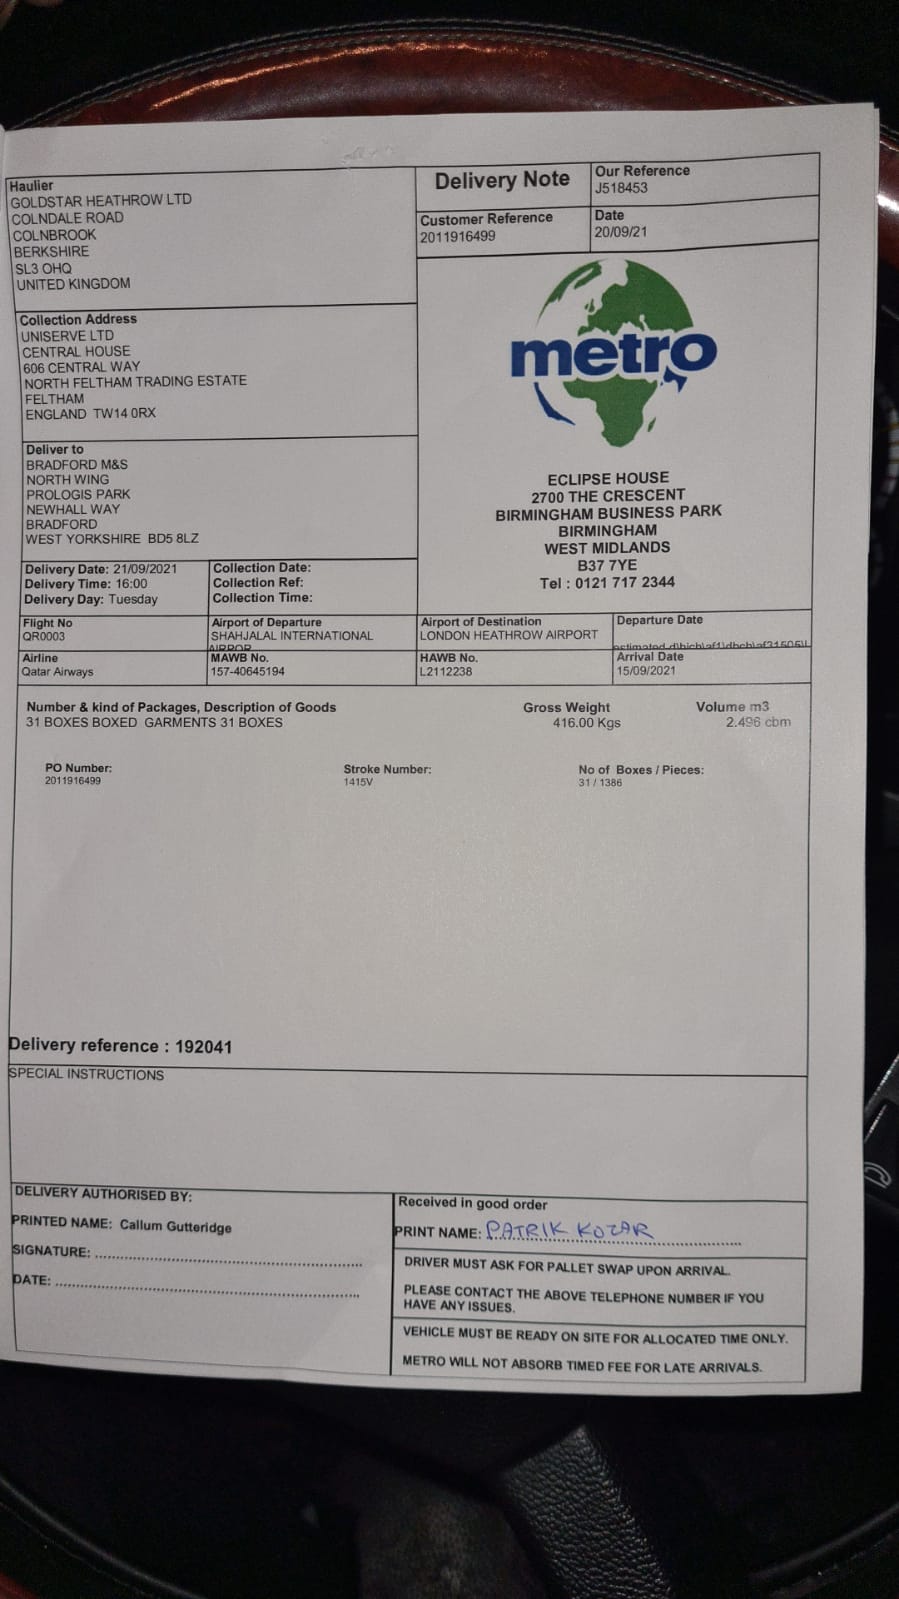 Haulier
GOLDSTAR HEATHROW LTD
COLNDALE ROAD
COLNBROOK
BERKSHIRE
SL3 OHQ
UNITED KINGDOM
Delivery Note
Our Reference
J518453
Customer Reference
2011916499
Date
20/09/21
Collection Address
UNISERVE LTD
CENTRAL HOUSE
606 CENTRAL WAY
NORTH FELTHAM TRADING ESTATE
FELTHAM
ENGLAND TW14 0RX
metro
Deliver to
BRADFORD M&S
NORTH WING
PROLOGIS PARK
NEWHALL WAY
BRADFORD
WEST YORKSHIRE BD5 8LZ
ECLIPSE HOUSE
2700 THE CRESCENT
BIRMINGHAM BUSINESS PARK
BIRMINGHAM
WEST MIDLANDS
B37 7YE
Tel : 0121 717 2344
Delivery Date: 21/09/2021
Delivery Time: 16:00
Delivery Day: Tuesday
Collection Date:
Collection Ref:
Collection Time:
Flight No
QR0003
Airport of Departure
SHAHJALAL INTERNATIONAL
AIRPOR
Airport of Destination
LONDON HEATHROW AIRPORT
Departure Date
Airline
Qatar Airways
MAWB No.
157-40645194
HAWB No.
L2112238
Arrival Date
15/09/2021
Number & kind of Packages, Description of Goods
31 BOXES BOXED GARMENTS 31 BOXES
Gross Weight
416.00 Kgs
Volume m3
2.496 cbm
PO Number:
2011916499
Stroke Number:
1415V
No of Boxes / Pieces:
31 / 1386
Delivery reference : 192041
SPECIAL INSTRUCTIONS
DELIVERY AUTHORISED BY:
PRINTED NAME: Callum Gutteridge
SIGNATURE:
DATE:
Received in good order
PRINT NAME: PATRIK KOZAR
DRIVER MUST ASK FOR PALLET SWAP UPON ARRIVAL.
PLEASE CONTACT THE ABOVE TELEPHONE NUMBER IF YOU
HAVE ANY ISSUES.
VEHICLE MUST BE READY ON SITE FOR ALLOCATED TIME ONLY.
METRO WILL NOT ABSORB TIMED FEE FOR LATE ARRIVALS.